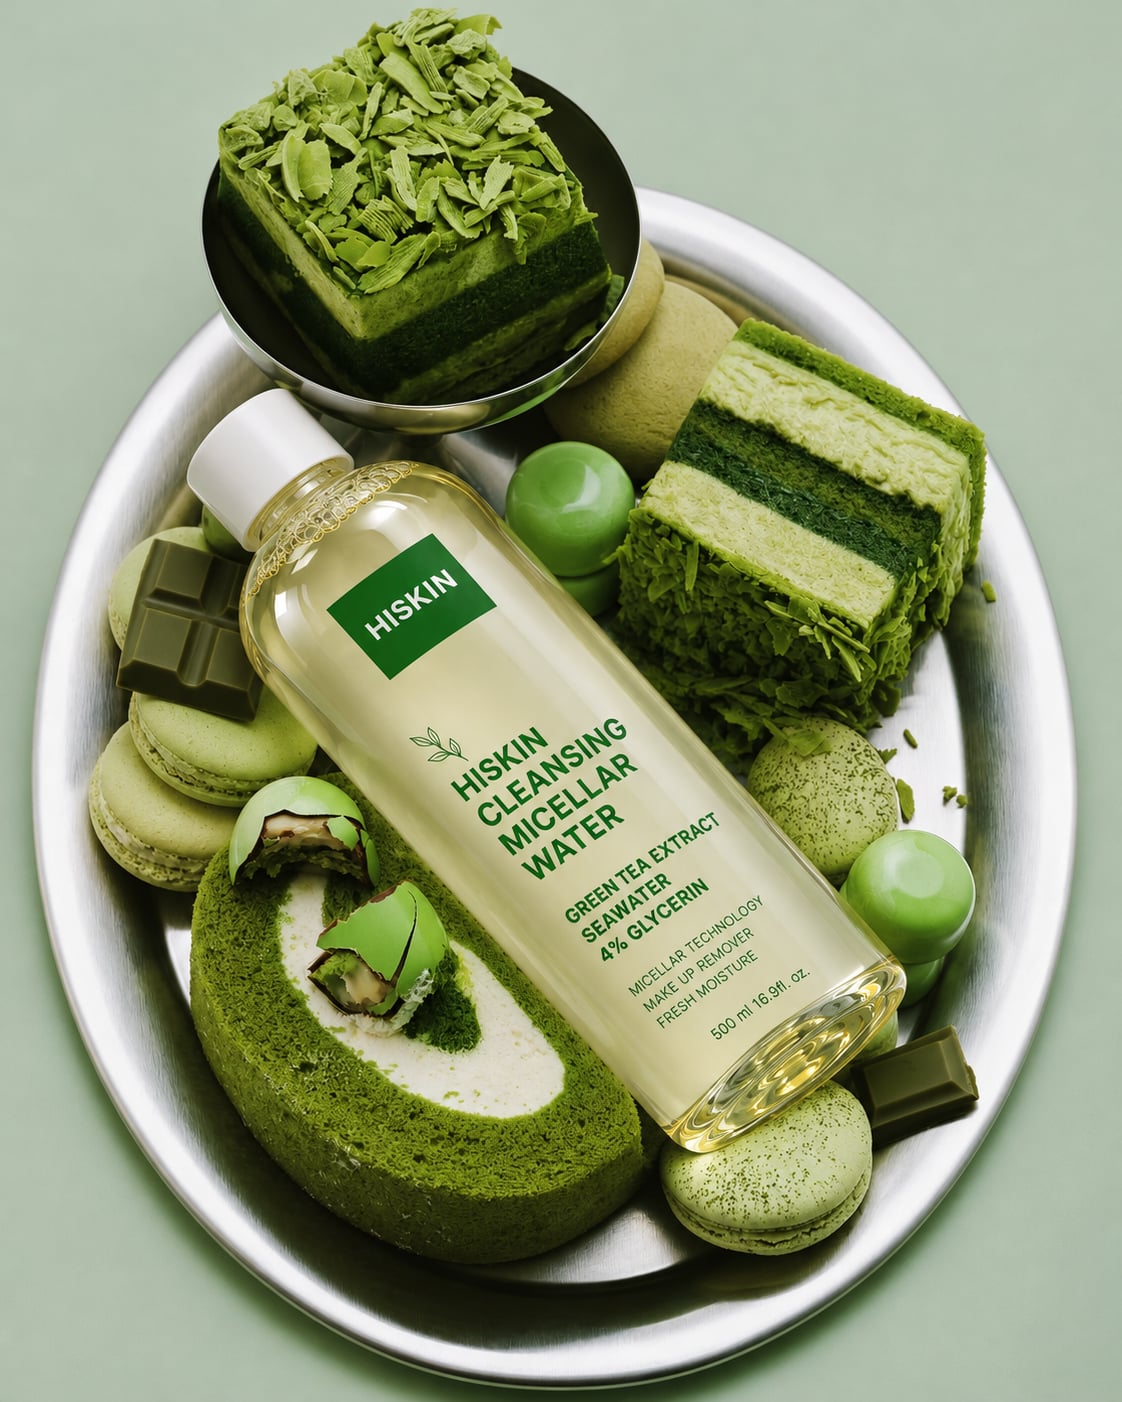 HISKIN
HISKIN
CLEANSING
MICELLAR
WATER
GREEN TEA EXTRACT
SEAWATER
4% GLYCERIN
MICELLAR TECHNOLOGY
MAKE UP REMOVER
FRESH MOISTURE
500 ml 16.9fl. oz.